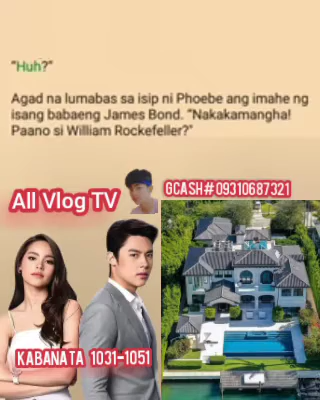 "Huh?"
Agad na lumabas sa isip ni Phoebe ang imahe ng
isang babaeng James Bond. "Nakakamangha!
Paano si William Rockefeller?"
All Vlog TV
GCASH#09310687321
KABANATA 1031-1051